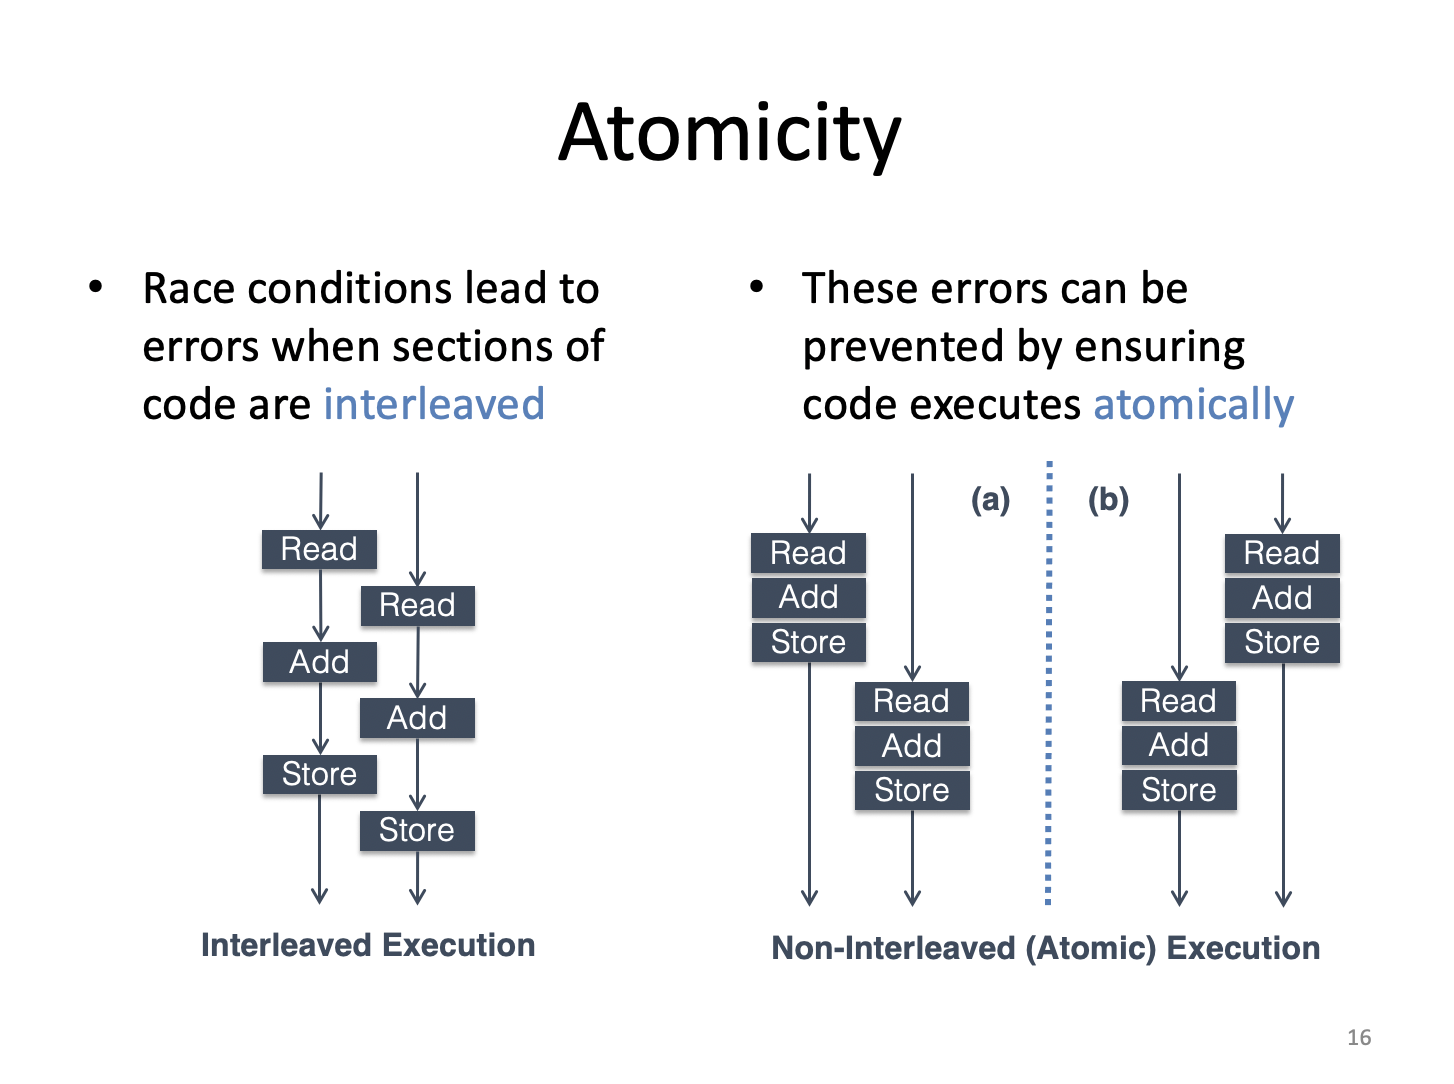 Atomicity
• Race conditions lead to
errors when sections of
code are interleaved
• These errors can be
prevented by ensuring
code executes atomically
Read
Read
Add
Add
Store
Store
Interleaved Execution
(a)
Read
Add
Store
Read
Add
Store
(b)
Read
Add
Store
Read
Add
Store
Non-Interleaved (Atomic) Execution
16